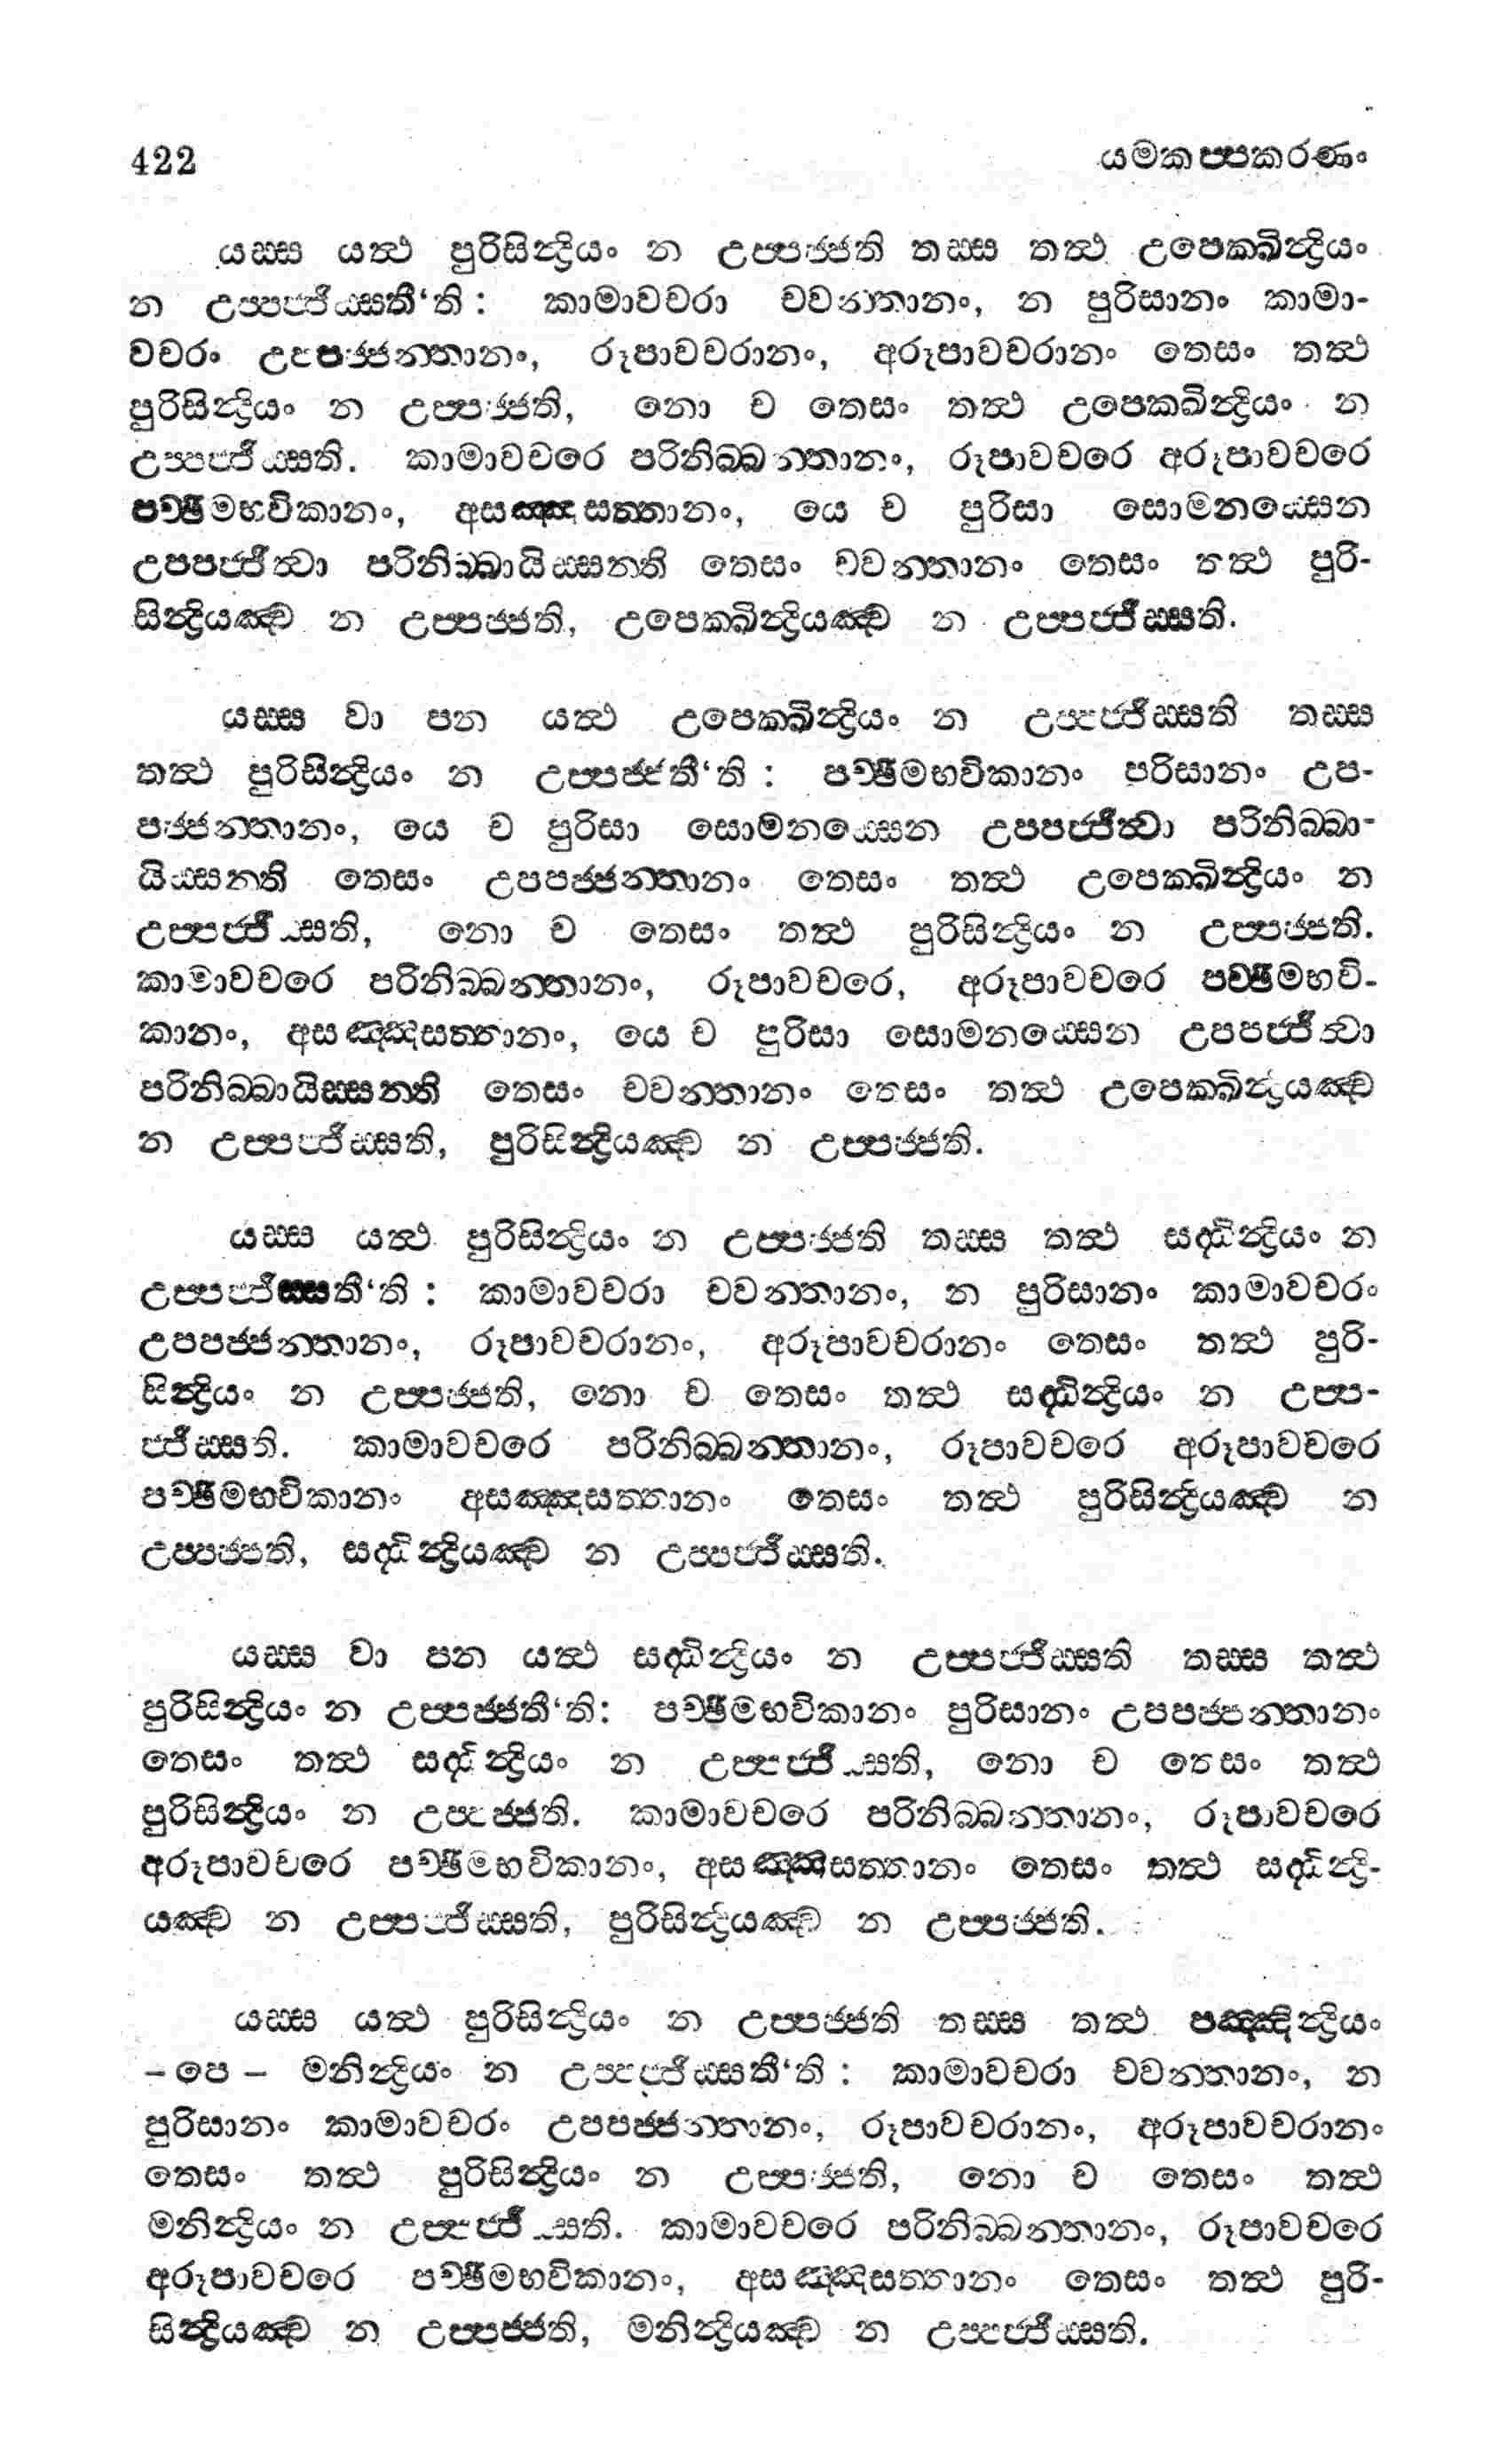 422 යමකප්පකරණං
යස්ස යත්ථ පුරිසින්ද්‍රියං න උප්පජ්ජති තස්ස තත්ථ උපෙක්ඛින්ද්‍රියං
න උප්පජ්ජිස්සතී‘ති : කාමාවචරා චවන්තානං, න පුරිසානං කාමා-
වචරං උපපජ්ජන්තානං, රූපාවචරානං, අරූපාවචරානං තෙසං තත්ථ
පුරිසින්ද්‍රියං න උප්පජ්ජති, නො ච තෙසං තත්ථ උපෙක්ඛින්ද්‍රියං න
උප්පජ්ජිස්සති. කාමාවචරෙ පරිනිබ්බන්තානං, රූපාවචරෙ අරූපාවචරෙ
පච්ඡිමභවිකානං, අසඤ්ඤසත්තානං, යෙ ච පුරිසා සොමනස්සෙන
උපපජ්ජිත්වා පරිනිබ්බායිස්සන්ති තෙසං චවන්තානං තෙසං තත්ථ පුරි-
සින්ද්‍රියඤ්ච න උප්පජ්ජති, උපෙක්ඛින්ද්‍රියඤ්ච න උප්පජ්ජිස්සති.
යස්ස වා පන යත්ථ උපෙක්ඛින්ද්‍රියං න උප්පජ්ජිස්සති තස්ස
තත්ථ පුරිසින්ද්‍රියං න උප්පජ්ජතී‘ති : පච්ඡිමභවිකානං පරිසානං උප-
පජ්ජන්තානං, යෙ ච පුරිසා සොමනස්සෙන උපපජ්ජිත්වා පරිනිබ්බා-
යිස්සන්ති තෙසං උපපජ්ජන්තානං තෙසං තත්ථ උපෙක්ඛින්ද්‍රියං න
උප්පජ්ජිස්සති, නො ච තෙසං තත්ථ පුරිසින්ද්‍රියං න උප්පජ්ජති.
කාමාවචරෙ පරිනිබ්බන්තානං, රූපාවචරෙ, අරූපාවචරෙ පච්ඡිමභවි-
කානං, අසඤ්ඤසත්තානං, යෙ ච පුරිසා සොමනස්සෙන උපපජ්ජිත්වා
පරිනිබ්බායිස්සන්ති තෙසං චවන්තානං තෙසං තත්ථ උපෙක්ඛින්ද්‍රියඤ්ච
න උප්පජ්ජිස්සති, පුරිසින්ද්‍රියඤ්ච න උප්පජ්ජති.
යස්ස යත්ථ පුරිසින්ද්‍රියං න උප්පජ්ජති තස්ස තත්ථ සද්ධින්ද්‍රියං න
උප්පජ්ජිස්සතී‘ති : කාමාවචරා චවන්තානං, න පුරිසානං කාමාවචරං
උපපජ්ජන්තානං, රූපාවචරානං, අරූපාවචරානං තෙසං තත්ථ පුරි-
සින්ද්‍රියං න උප්පජ්ජති, නො ච තෙසං තත්ථ සද්ධින්ද්‍රියං න උප්ප-
ජ්ජිස්සති. කාමාවචරෙ පරිනිබ්බන්තානං, රූපාවචරෙ අරූපාවචරෙ
පච්ඡිමභවිකානං අසඤ්ඤසත්තානං තෙසං තත්ථ පුරිසින්ද්‍රියඤ්ච න
උප්පජ්ජති, සද්ධින්ද්‍රියඤ්ච න උප්පජ්ජිස්සති.
යස්ස වා පන යත්ථ සද්ධින්ද්‍රියං න උප්පජ්ජිස්සති තස්ස තත්ථ
පුරිසින්ද්‍රියං න උප්පජ්ජතී‘ති: පච්ඡිමභවිකානං පුරිසානං උපපජ්ජන්තානං
තෙසං තත්ථ සද්ධින්ද්‍රියං න උප්පජ්ජිස්සති, නො ච තෙසං තත්ථ
පුරිසින්ද්‍රියං න උප්පජ්ජති. කාමාවචරෙ පරිනිබ්බන්තානං, රූපාවචරෙ
අරූපාවචරෙ පච්ඡිමභවිකානං, අසඤ්ඤසත්තානං තෙසං තත්ථ සද්ධින්ද්‍රි-
යඤ්ච න උප්පජ්ජිස්සති, පුරිසින්ද්‍රියඤ්ච න උප්පජ්ජති.
යස්ස යත්ථ පුරිසින්ද්‍රියං න උප්පජ්ජති තස්ස තත්ථ පඤ්ඤින්ද්‍රියං
– පෙ – මනින්ද්‍රියං න උප්පජ්ජිස්සතී‘ති : කාමාවචරා චවන්තානං, න
පුරිසානං කාමාවචරං උපපජ්ජන්තානං, රූපාවචරානං, අරූපාවචරානං
තෙසං තත්ථ පුරිසින්ද්‍රියං න උප්පජ්ජති, නො ච තෙසං තත්ථ
මනින්ද්‍රියං න උප්පජ්ජිස්සති. කාමාවචරෙ පරිනිබ්බන්තානං, රූපාවචරෙ
අරූපාවචරෙ පච්ඡිමභවිකානං, අසඤ්ඤසත්තානං තෙසං තත්ථ පුරි-
සින්ද්‍රියඤ්ච න උප්පජ්ජති, මනින්ද්‍රියඤ්ච න උප්පජ්ජිස්සති.